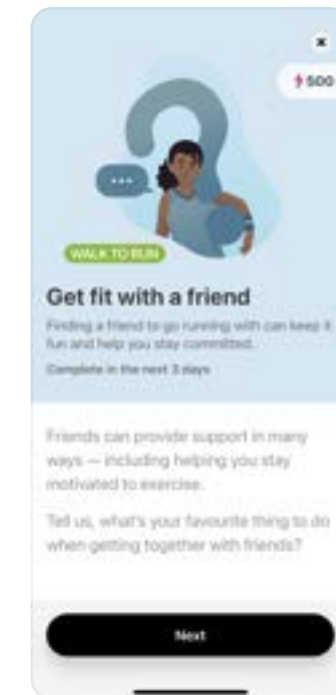 500
WALK TO RUN
Get fit with a friend
Finding a friend to go running with can keep it
fun and help you stay committed.
Complete in the next 3 days
Friends can provide support in many
ways — including helping you stay
motivated to exercise.
Tell us, what's your favourite thing to do
when getting together with friends?
Next